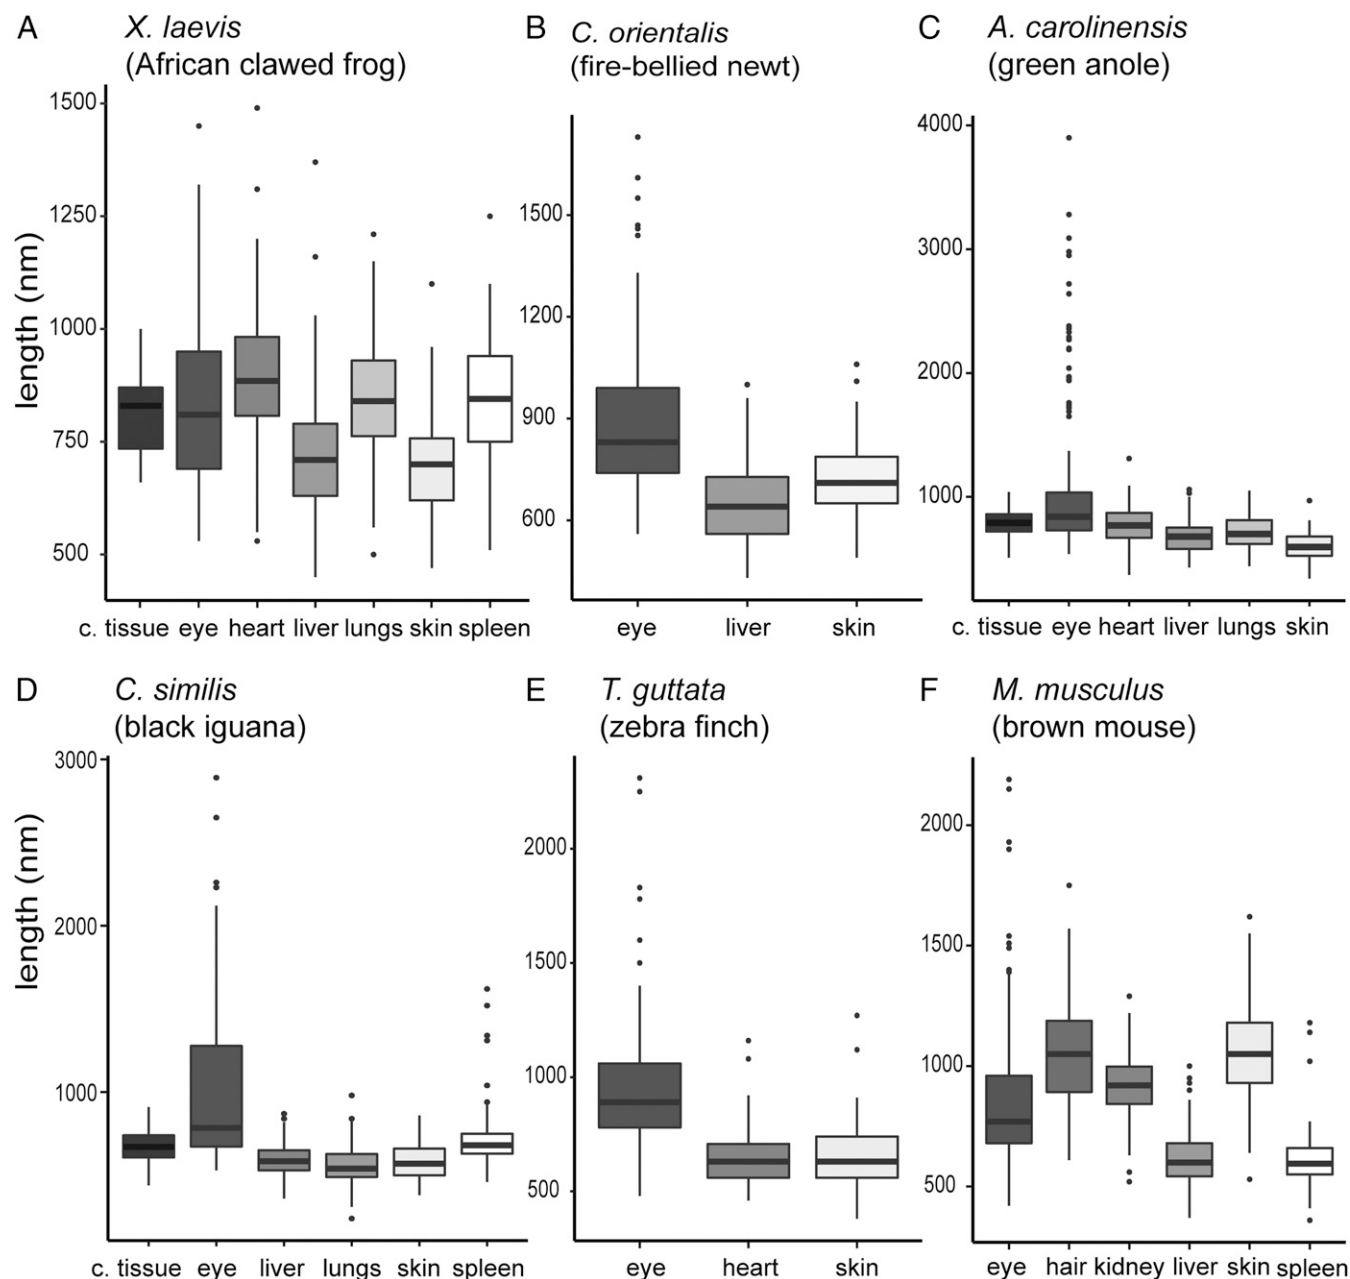 A
X. laevis
(African clawed frog)
length (nm)
1500
1250
1000
750
500
c. tissue eye heart liver lungs skin spleen
B
C. orientalis
(fire-bellied newt)
1500
1200
900
600
eye liver skin
C
A. carolinensis
(green anole)
4000
3000
2000
1000
c. tissue eye heart liver lungs skin
D
C. similis
(black iguana)
length (nm)
3000
2000
1000
c. tissue eye liver lungs skin spleen
E
T. guttata
(zebra finch)
2000
1500
1000
500
eye heart skin
F
M. musculus
(brown mouse)
2000
1500
1000
500
eye hair kidney liver skin spleen